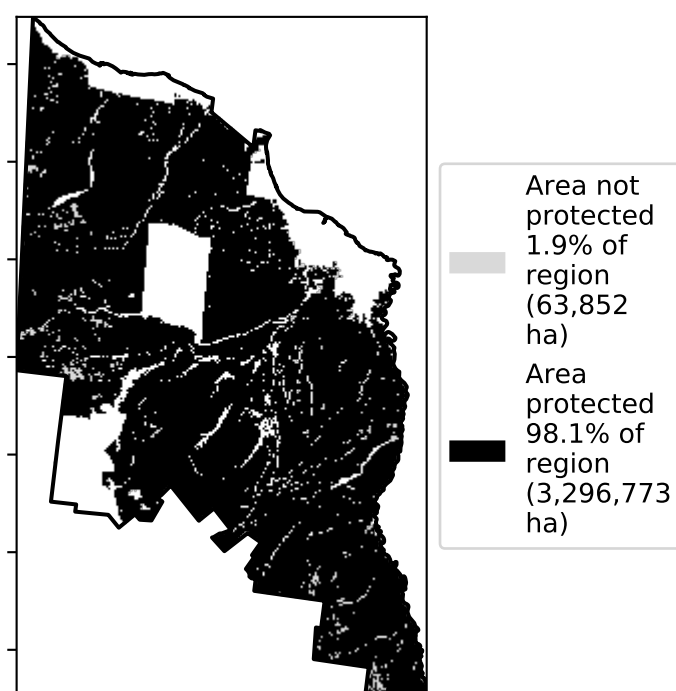 Area not
protected
1.9% of
region
(63,852
ha)
Area
protected
98.1% of
region
(3,296,773
ha)